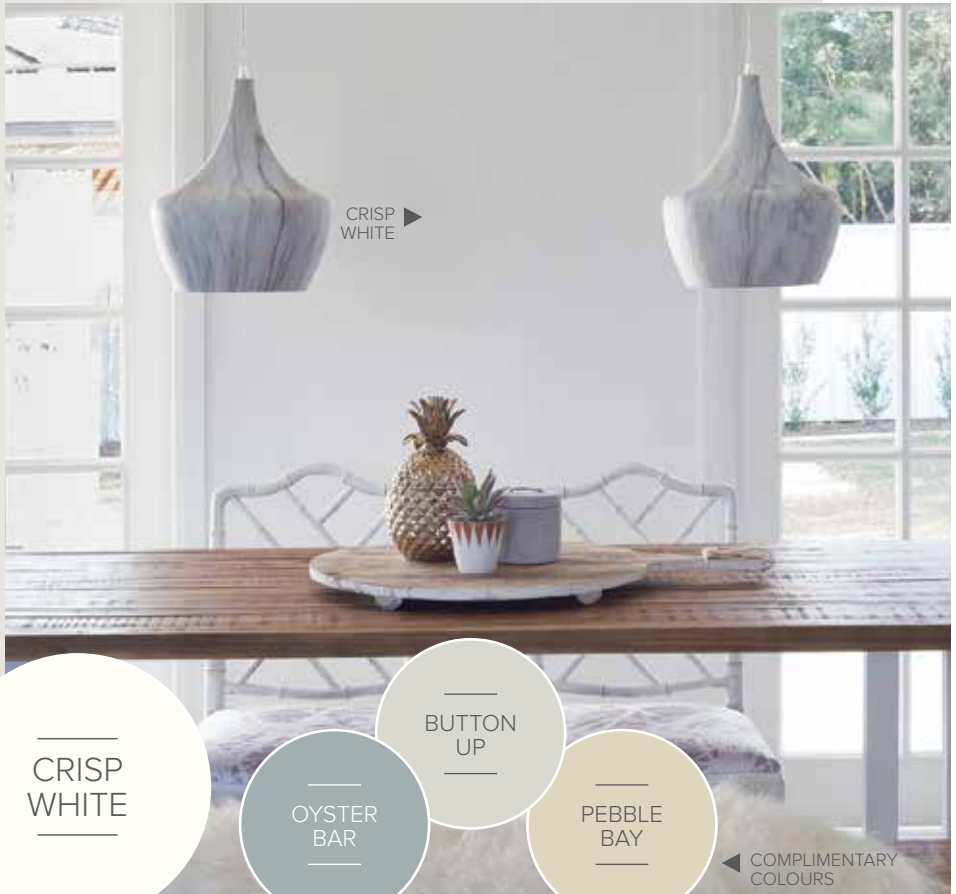 CRISP
WHITE
CRISP
WHITE
OYSTER
BAR
BUTTON
UP
PEBBLE
BAY
COMPLIMENTARY
COLOURS